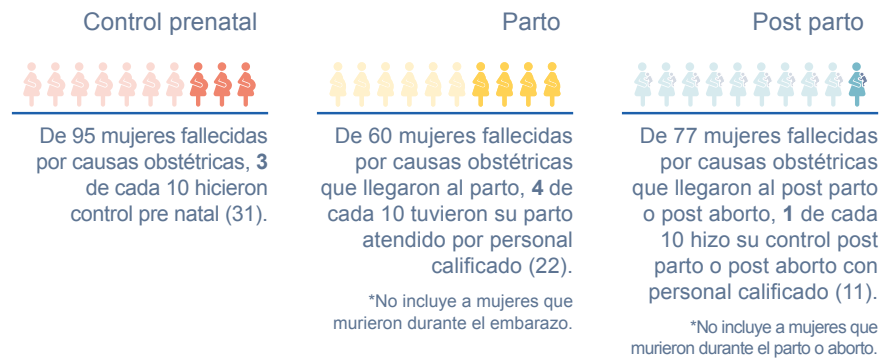 Control prenatal
De 95 mujeres fallecidas
por causas obstétricas, 3
de cada 10 hicieron
control pre natal (31).
Parto
De 60 mujeres fallecidas
por causas obstétricas
que llegaron al parto, 4 de
cada 10 tuvieron su parto
atendido por personal
calificado (22).
*No incluye a mujeres que
murieron durante el embarazo.
Post parto
De 77 mujeres fallecidas
por causas obstétricas
que llegaron al post parto
o post aborto, 1 de cada
10 hizo su control post
parto o post aborto con
personal calificado (11).
*No incluye a mujeres que
murieron durante el parto o aborto.